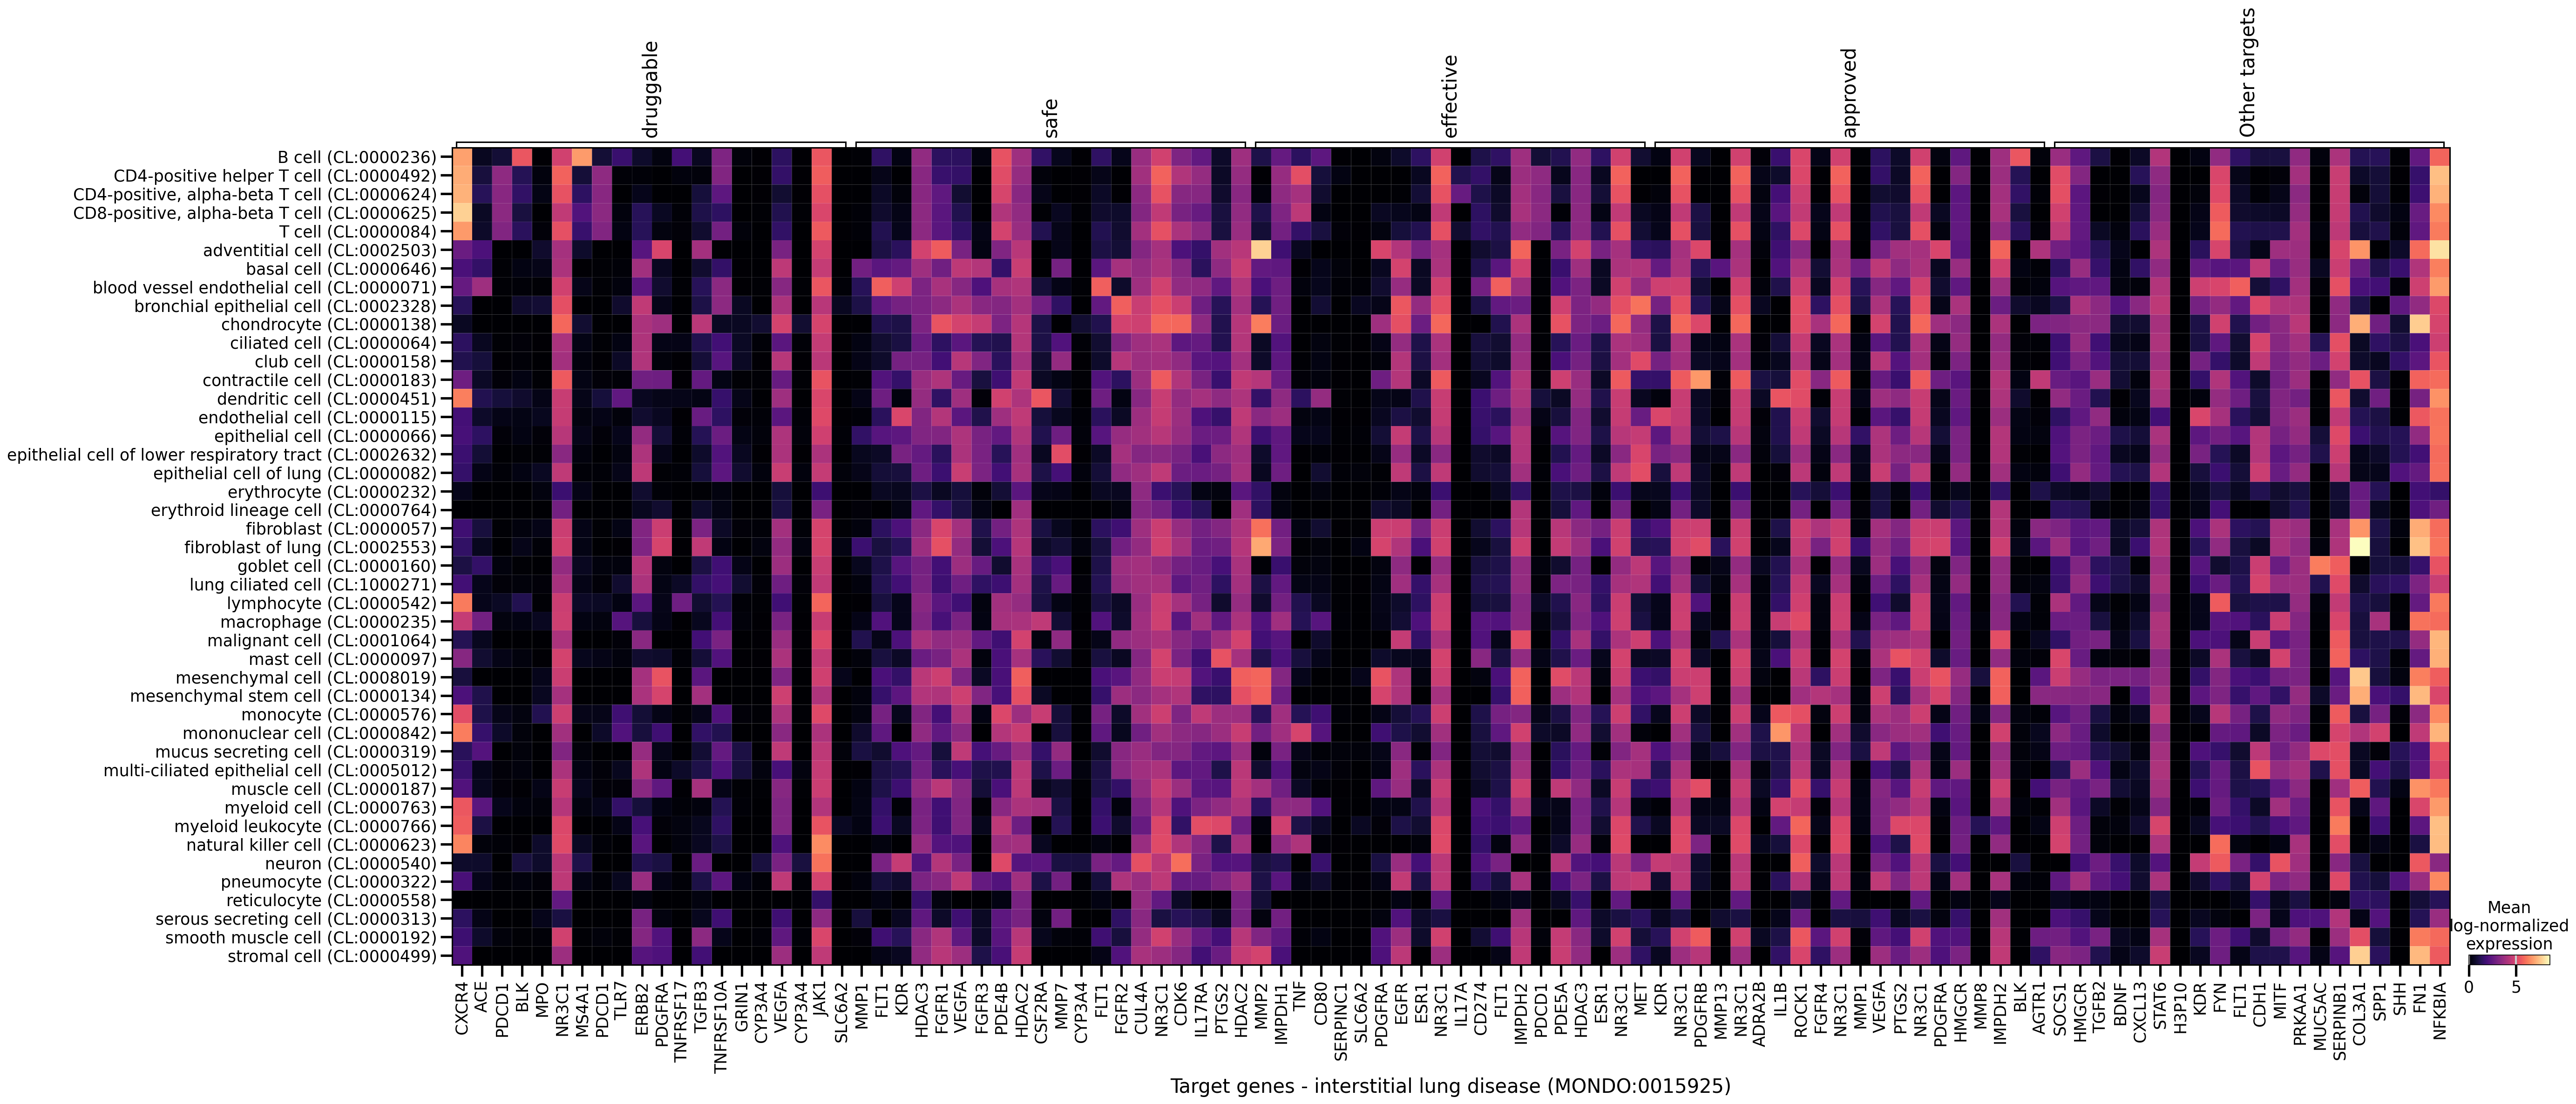 druggable
safe
effective
approved
Other targets
B cell (CL:0000236)
CD4-positive helper T cell (CL:0000492)
CD4-positive, alpha-beta T cell (CL:0000624)
CD8-positive, alpha-beta T cell (CL:0000625)
T cell (CL:0000084)
adventitial cell (CL:0002503)
basal cell (CL:0000646)
blood vessel endothelial cell (CL:0000071)
bronchial epithelial cell (CL:0002328)
chondrocyte (CL:0000138)
ciliated cell (CL:0000064)
club cell (CL:0000158)
contractile cell (CL:0000183)
dendritic cell (CL:0000451)
endothelial cell (CL:0000115)
epithelial cell (CL:0000066)
epithelial cell of lower respiratory tract (CL:0002632)
epithelial cell of lung (CL:0000082)
erythrocyte (CL:0000232)
erythroid lineage cell (CL:0000764)
fibroblast (CL:0000057)
fibroblast of lung (CL:0002553)
goblet cell (CL:0000160)
lung ciliated cell (CL:1000271)
lymphocyte (CL:0000542)
macrophage (CL:0000235)
malignant cell (CL:0001064)
mast cell (CL:0000097)
mesenchymal cell (CL:0008019)
mesenchymal stem cell (CL:0000134)
monocyte (CL:0000576)
mononuclear cell (CL:0000842)
mucus secreting cell (CL:0000319)
multi-ciliated epithelial cell (CL:0005012)
muscle cell (CL:0000187)
myeloid cell (CL:0000763)
myeloid leukocyte (CL:0000766)
natural killer cell (CL:0000623)
neuron (CL:0000540)
pneumocyte (CL:0000322)
reticulocyte (CL:0000558)
serous secreting cell (CL:0000313)
smooth muscle cell (CL:0000192)
stromal cell (CL:0000499)
CXCR4
ACE
PDCD1
BLK
MPO
NR3C1
MS4A1
PDCD1
TLR7
ERBB2
PDGFRA
TNFRSF17
TGFB3
TNFRSF10A
GRIN1
CYP3A4
VEGFA
CYP3A4
JAK1
SLC6A2
MMP1
FLT1
KDR
HDAC3
FGFR1
VEGFA
FGFR3
PDE4B
HDAC2
CSF2RA
MMP7
CYP3A4
FLT1
FGFR2
CUL4A
NR3C1
CDK6
IL17RA
PTGS2
HDAC2
MMP2
IMPDH1
TNF
CD80
SERPINC1
SLC6A2
PDGFRA
EGFR
ESR1
NR3C1
IL17A
CD274
FLT1
IMPDH2
PDCD1
PDE5A
HDAC3
ESR1
NR3C1
MET
KDR
NR3C1
PDGFRB
MMP13
NR3C1
ADRA2B
IL1B
ROCK1
FGFR4
NR3C1
MMP1
VEGFA
PTGS2
NR3C1
PDGFRA
HMGCR
MMP8
IMPDH2
BLK
AGTR1
SOCS1
HMGCR
TGFB2
BDNF
CXCL13
STAT6
H3P10
KDR
FYN
FLT1
CDH1
MITF
PRKAA1
MUC5AC
SERPINB1
COL3A1
SPP1
SHH
FN1
NFKBIA
Target genes - interstitial lung disease (MONDO:0015925)
Mean
log-normalized
expression
0 5